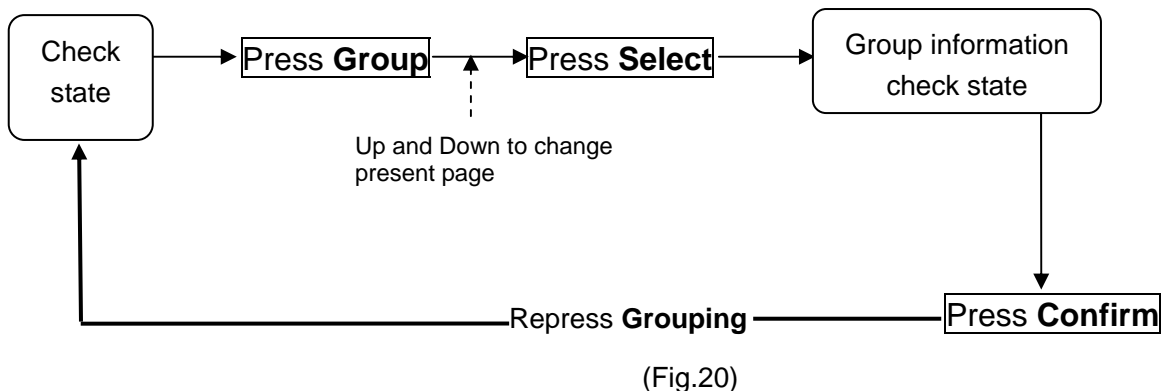 Check
state
Press Group
Press Select
Group information
check state
Up and Down to change
present page
Repress Grouping
Press Confirm
(Fig.20)